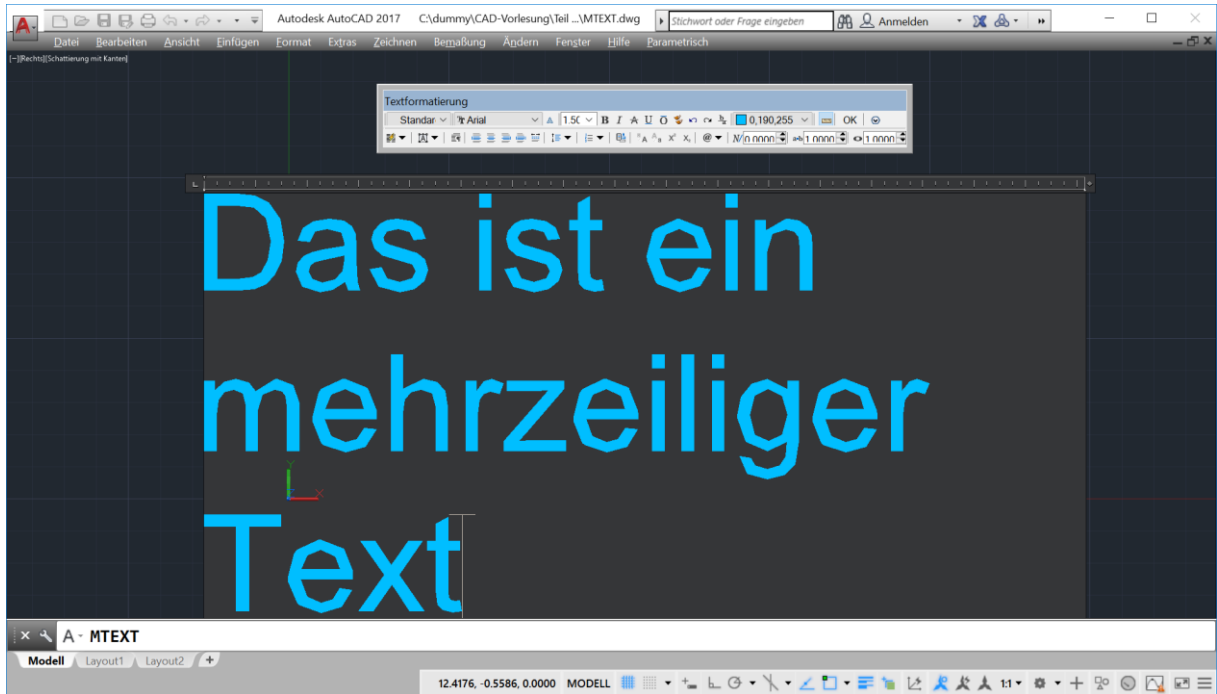 Autodesk AutoCAD 2017 C:\dummy\CAD-Vorlesung\Teil ...\MTEXT.dwg Stichwort oder Frage eingeben Anmelden
Datei Bearbeiten Ansicht Einfügen Format Extras Zeichnen Bemaßung Ändern Fenster Hilfe Parametrisch
[−][Rechts][Schattierung mit Kanten]
Textformatierung
Standar Arial 1.50 B I A U O 0,190,255 OK
@ 0.0000 1.0000 1.0000
Das ist ein
mehrzeiliger
Text
X
A - MTEXT
Modell Layout1 Layout2 +
12.4176, -0.5586, 0.0000 MODELL 1:1